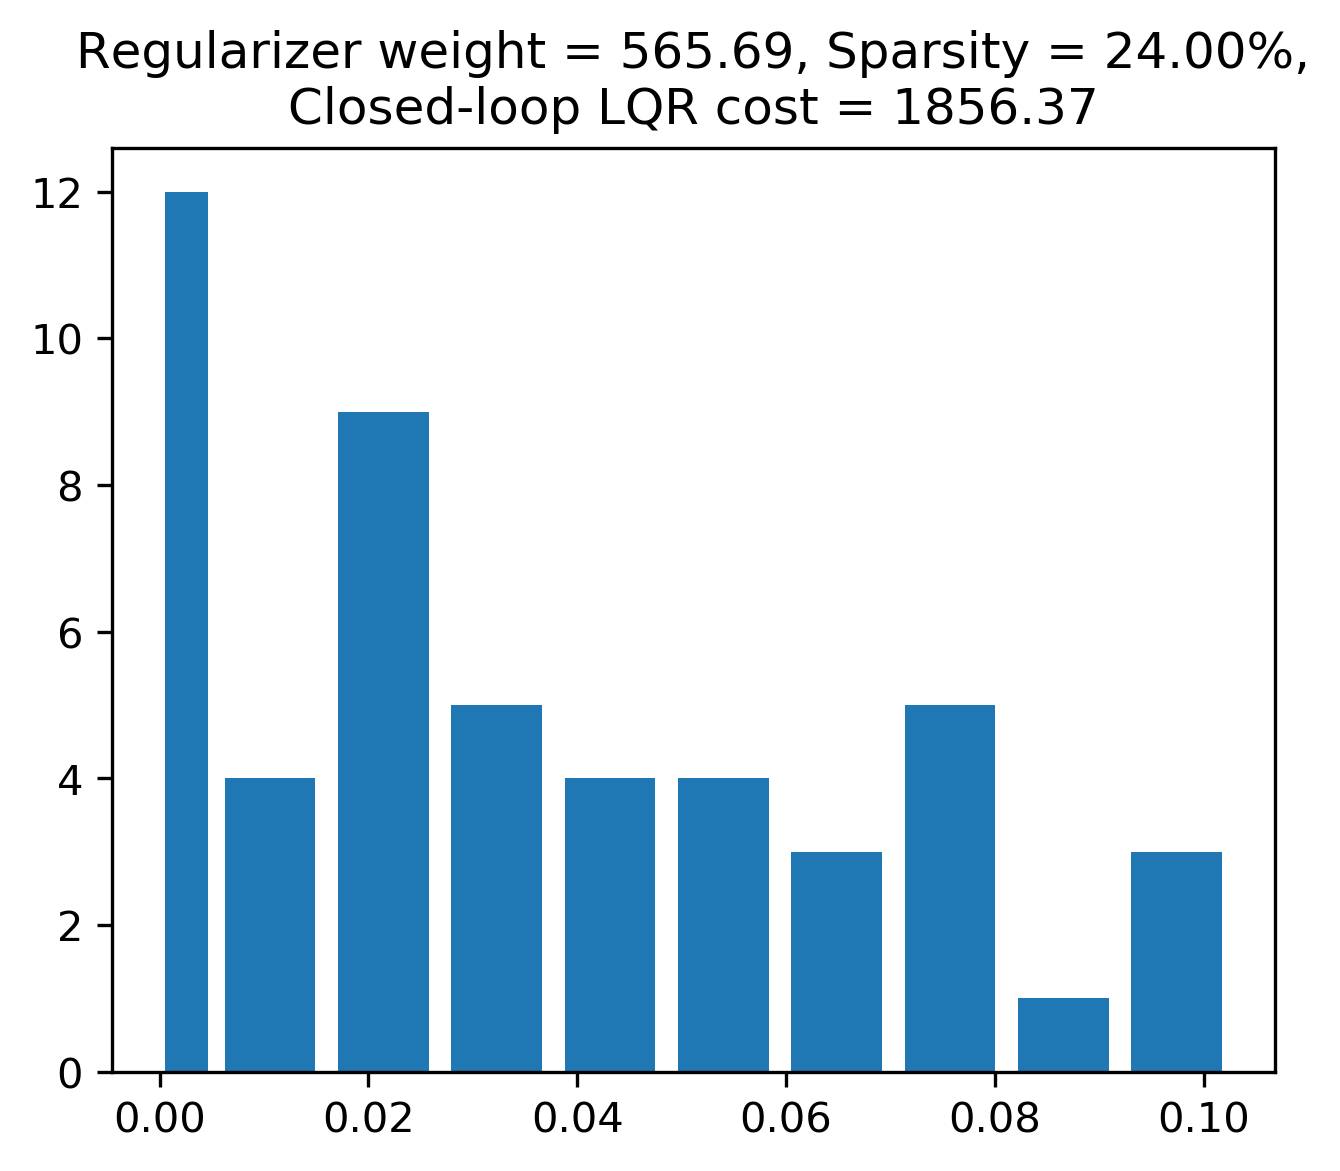 Regularizer weight = 565.69, Sparsity = 24.00%,
Closed-loop LQR cost = 1856.37
12
10
8
6
4
2
0
0.00 0.02 0.04 0.06 0.08 0.10